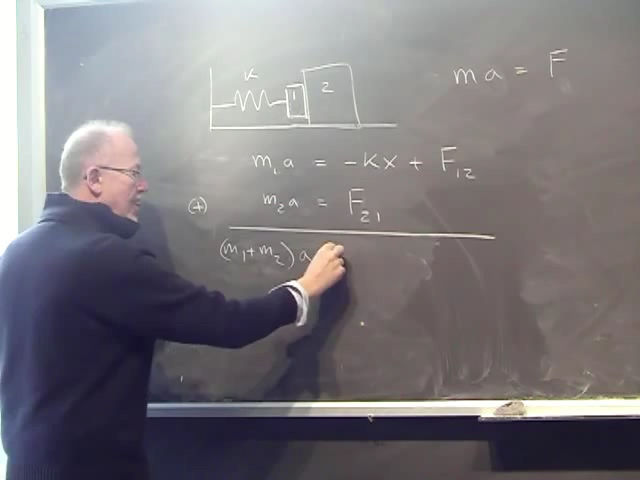 K
1 2
ma = F
m₁a = -Kx + F₁₂
(+) m₂a = F₂₁
(m₁+m₂)a